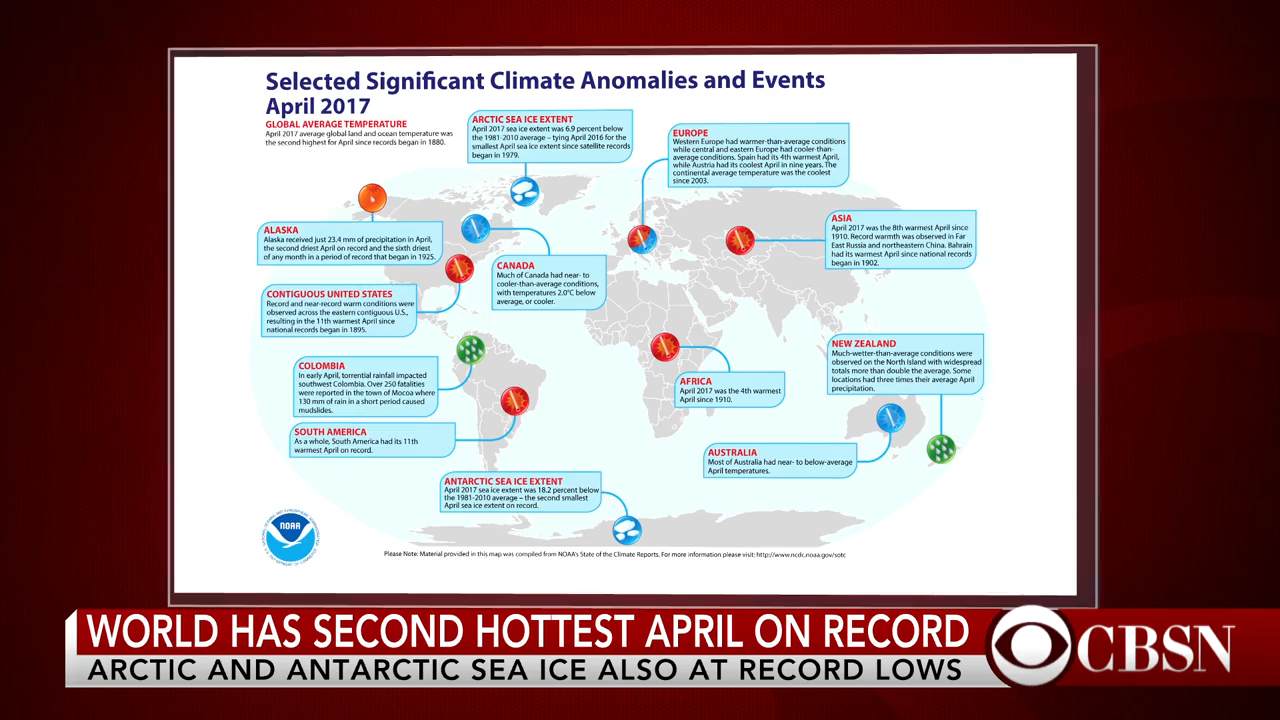 Selected Significant Climate Anomalies and Events
April 2017
GLOBAL AVERAGE TEMPERATURE
April 2017 average global land and ocean temperature was
the second highest for April since records began in 1880.
ARCTIC SEA ICE EXTENT
April 2017 sea ice extent was 6.9 percent below
the 1981-2010 average – tying April 2016 for the
smallest April sea ice extent since satellite records
began in 1979.
EUROPE
Western Europe had warmer-than-average conditions
while central and eastern Europe had cooler-than-
average conditions. Spain had its 4th warmest April,
while Austria had its coolest April in nine years. The
continental average temperature was the coolest
since 2003.
ALASKA
Alaska received just 23.4 mm of precipitation in April,
the second driest April on record and the sixth driest
of any month in a period of record that began in 1925.
CANADA
Much of Canada had near- to
cooler-than-average conditions,
with temperatures 2.0°C below
average, or cooler.
ASIA
April 2017 was the 8th warmest April since
1910. Record warmth was observed in Far
East Russia and northeastern China. Bahrain
had its warmest April since national records
began in 1902.
CONTIGUOUS UNITED STATES
Record and near-record warm conditions were
observed across the eastern contiguous U.S.,
resulting in the 11th warmest April since
national records began in 1895.
COLOMBIA
In early April, torrential rainfall impacted
southwest Colombia. Over 250 fatalities
were reported in the town of Mocoa where
130 mm of rain in a short period caused
mudslides.
AFRICA
April 2017 was the 4th warmest
April since 1910.
NEW ZEALAND
Much-wetter-than-average conditions were
observed on the North Island with widespread
totals more than double the average. Some
locations had three times their average April
precipitation.
SOUTH AMERICA
As a whole, South America had its 11th
warmest April on record.
AUSTRALIA
Most of Australia had near- to below-average
April temperatures.
ANTARCTIC SEA ICE EXTENT
April 2017 sea ice extent was 18.2 percent below
the 1981-2010 average – the second smallest
April sea ice extent on record.
NOAA
Please Note: Material provided in this map was compiled from NOAA's State of the Climate Reports. For more information please visit: http://www.ncdc.noaa.gov/sotc
WORLD HAS SECOND HOTTEST APRIL ON RECORD
ARCTIC AND ANTARCTIC SEA ICE ALSO AT RECORD LOWS
CBSN